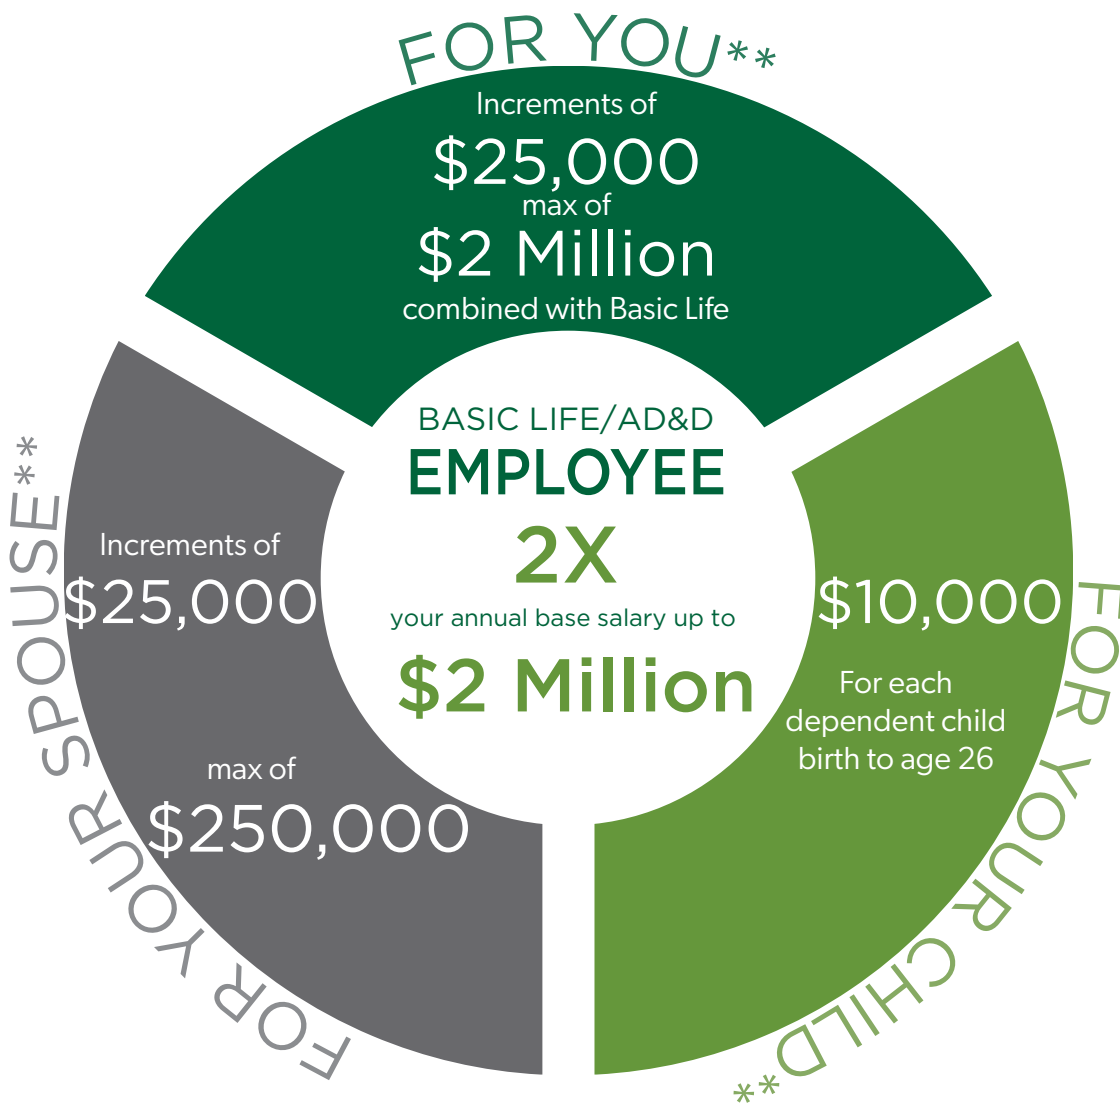 FOR YOU**
Increments of
$25,000
max of
$2 Million
combined with Basic Life
BASIC LIFE/AD&D
EMPLOYEE
2X
your annual base salary up to
$2 Million
FOR YOUR SPOUSE**
Increments of
$25,000
max of
$250,000
FOR YOUR CHILD**
$10,000
For each
dependent child
birth to age 26